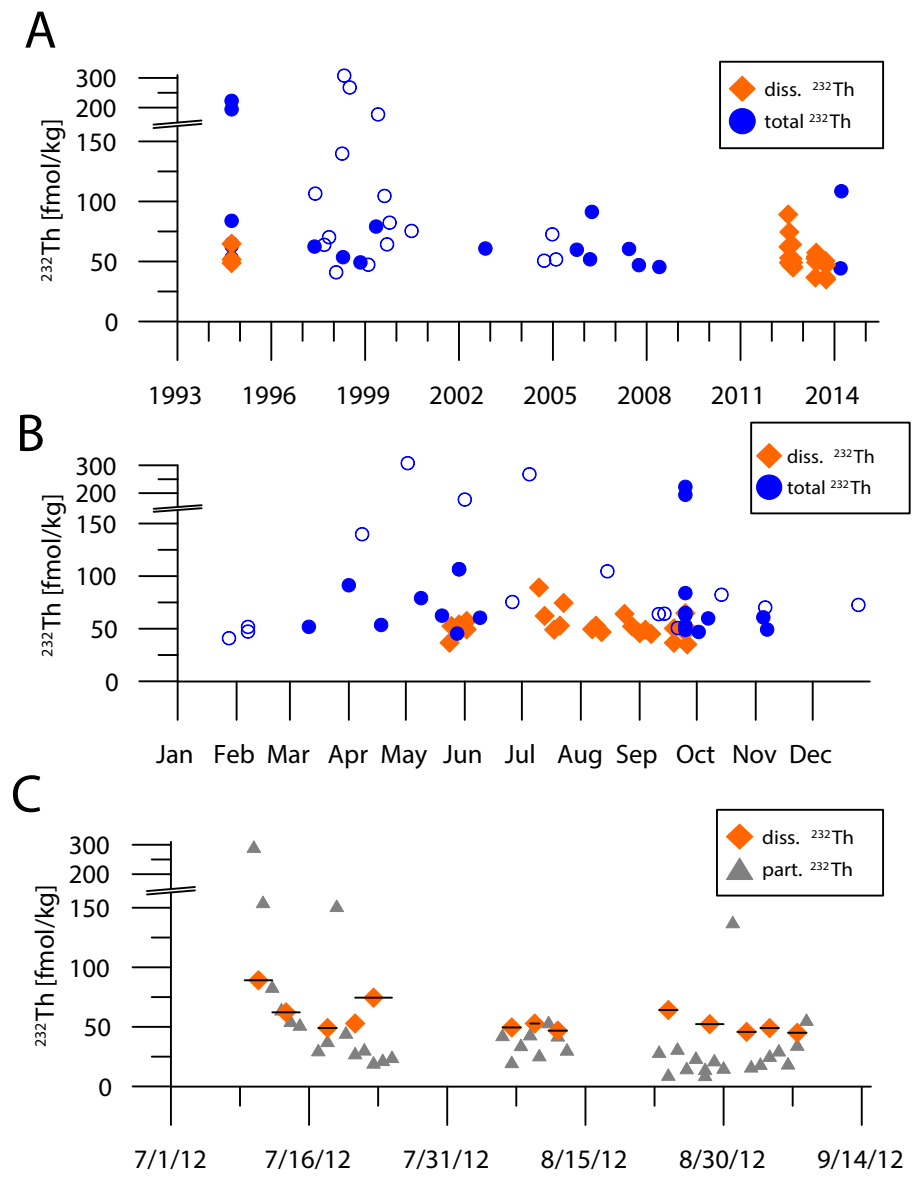 A
300
200
150
100
50
0
²³²Th [fmol/kg]
diss. ²³²Th
total ²³²Th
1993 1996 1999 2002 2005 2008 2011 2014
B
300
200
150
100
50
0
²³²Th [fmol/kg]
diss. ²³²Th
total ²³²Th
Jan Feb Mar Apr May Jun Jul Aug Sep Oct Nov Dec
C
300
200
150
100
50
0
²³²Th [fmol/kg]
diss. ²³²Th
part. ²³²Th
7/1/12 7/16/12 7/31/12 8/15/12 8/30/12 9/14/12